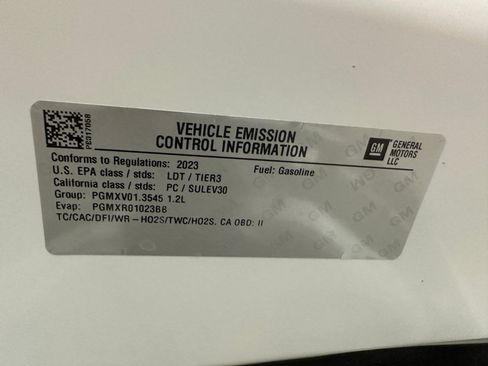 VEHICLE EMISSION
CONTROL INFORMATION
GM GENERAL
MOTORS
LLC
Conforms to Regulations: 2023
Fuel: Gasoline
U.S. EPA class / stds: LDT / TIER3
California class / stds: PC / SULEV30
Group: PGMXV01.3545 1.2L
Evap: PGMXR0102366
TC/CAC/DFI/WR-HO2S/TWC/HO2S. CA OBD: II